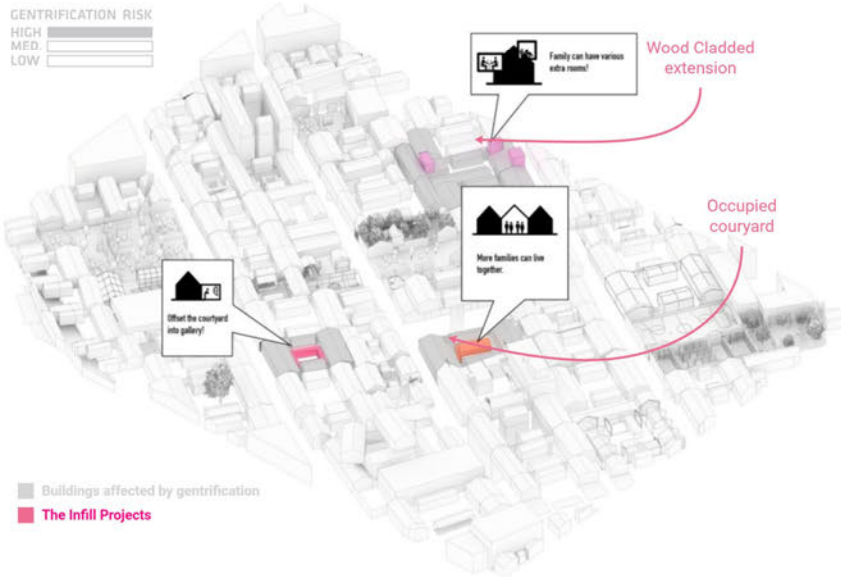 GENTRIFICATION RISK
HIGH
MED.
LOW
Family can have various
extra rooms!
Wood Cladded
extension
More families can live
together.
Occupied
couryard
Offset the courtyard
into gallery!
Buildings affected by gentrification
The Infill Projects